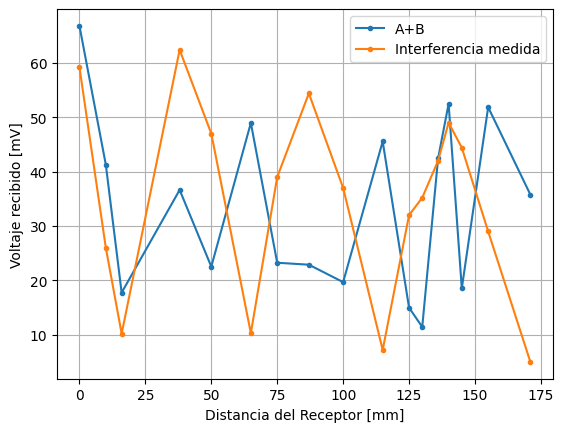 A+B
Interferencia medida
Voltaje recibido [mV]
60
50
40
30
20
10
0 25 50 75 100 125 150 175
Distancia del Receptor [mm]